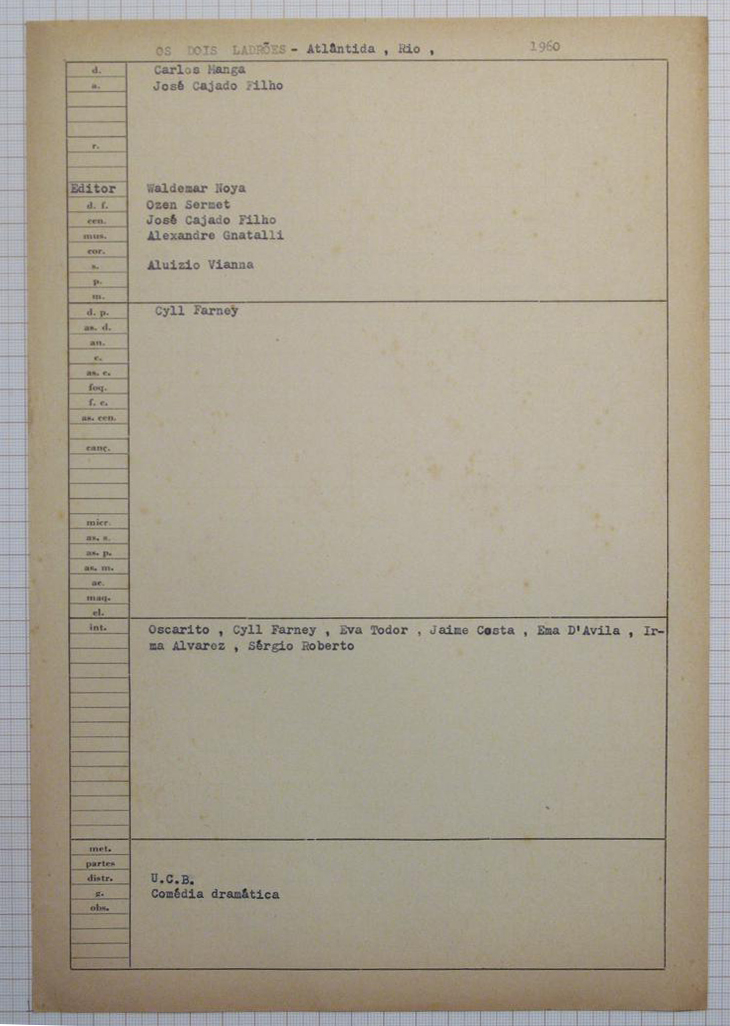 OS DOIS LADRÕES - Atlântida , Rio , 1960
d. Carlos Manga
a. José Cajado Filho
r.
Editor Waldemar Noya
d. f. Ozen Sermet
cen. José Cajado Filho
mus. Alexandre Gnatalli
cor.
s. Aluizio Vianna
p.
m.
d. p. Cyll Farney
as. d.
an.
c.
as. c.
foq.
f. c.
as. cen.
canç.
micr.
as. s.
as. p.
as. m.
ae.
maq.
el.
int. Oscarito , Cyll Farney , Eva Todor , Jaime Costa , Ema D'Avila , Ir-
ma Alvarez , Sérgio Roberto
met.
partes
distr. U.C.B.
g. Comédia dramática
obs.